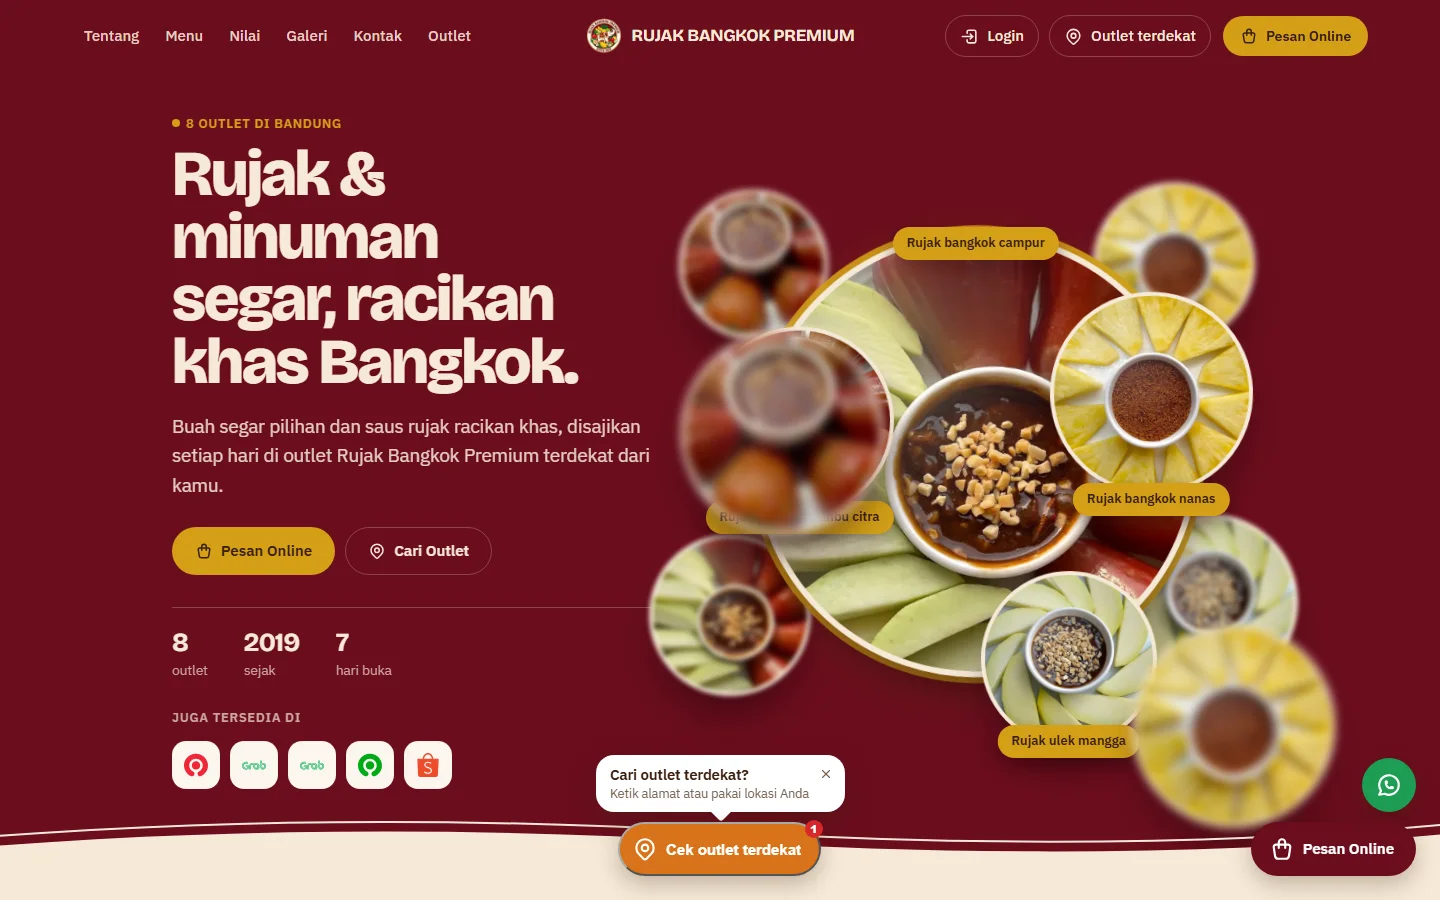 Tentang
Menu
Nilai
Galeri
Kontak
Outlet
RUJAK BANGKOK PREMIUM
Login
Outlet terdekat
Pesan Online
8 OUTLET DI BANDUNG
Rujak &
minuman
segar, racikan
khas Bangkok.
Buah segar pilihan dan saus rujak racikan khas, disajikan
setiap hari di outlet Rujak Bangkok Premium terdekat dari
kamu.
Pesan Online
Cari Outlet
8
outlet
2019
sejak
7
hari buka
JUGA TERSEDIA DI
Grab
Grab
S
Rujak bangkok campur
Rujak bangkok nanas
citra
Rujak ulek mangga
Cari outlet terdekat?
Ketik alamat atau pakai lokasi Anda
Cek outlet terdekat
1
Pesan Online